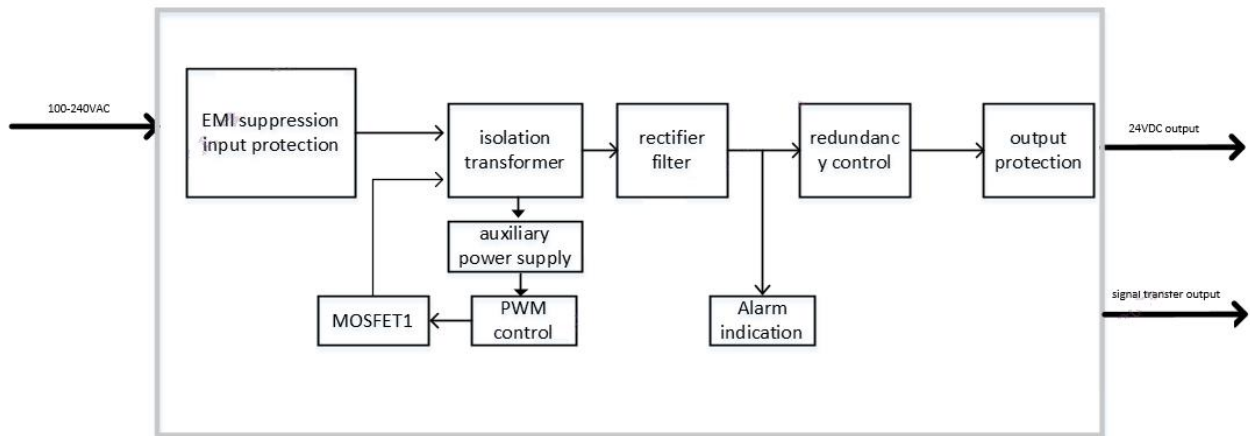 100-240VAC
EMI suppression
input protection
isolation
transformer
rectifier
filter
redundanc
y control
output
protection
24VDC output
auxiliary
power supply
MOSFET1
PWM
control
Alarm
indication
signal transfer output